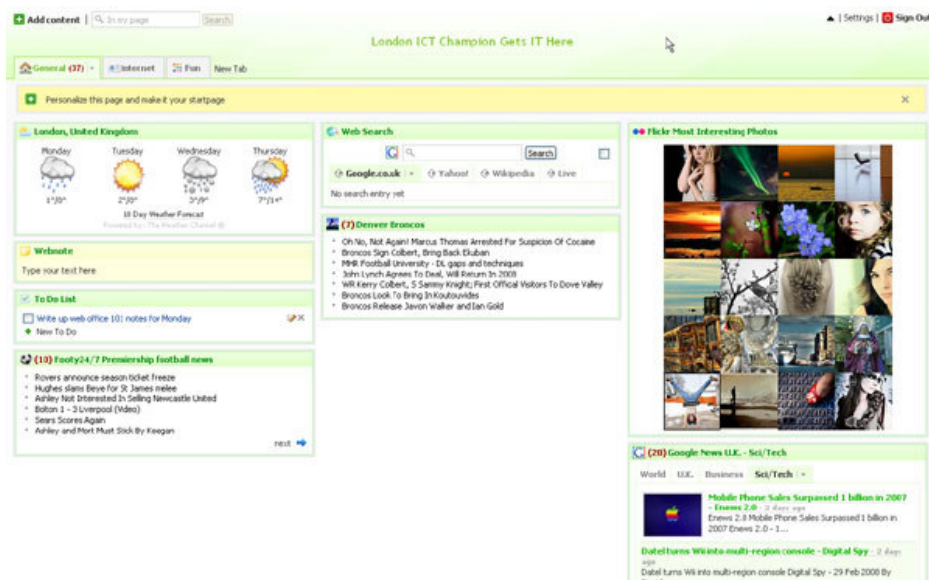 Add content | In my page Search
| Settings | Sign Out
London ICT Champion Gets IT Here
General (37) Internet Fun New Tab
Personalize this page and make it your startpage
London, United Kingdom
Monday Tuesday Wednesday Thursday
10 Day Weather Forecast
Powered by: The Weather Channel ®
Webnote
Type your text here
To Do List
Write up web office 101 notes for Monday
New To Do
(13) Footy24/7 Premiership football news
Rovers announce season ticket freeze
Hughes slams Beye for St James melee
Ashley Not Interested In Selling Newcastle United
Bolton 1 - 3 Liverpool (Video)
Sears Scores Again
Ashley and Mort Must Stick By Keegan
next
Web Search
Search
Google.co.uk Yahoo! Wikipedia Live
No search entry yet
(7) Denver Broncos
Oh No, Not Again! Marcus Thomas Arrested For Suspicion Of Cocaine
Broncos Sign Colbert, Bring Back Ekuban
MHR Football University - DL gaps and techniques
John Lynch Agrees To Deal, Will Return In 2008
WR Kerry Colbert, S Sammy Knight; First Offical Visitors To Dove Valley
Broncos Look To Bring In Koutouvides
Broncos Release Javon Walker and Ian Gold
Flickr Most Interesting Photos
(20) Google News U.K. - Sci/Tech
World U.K. Business Sci/Tech
Mobile Phone Sales Surpassed 1 billion in 2007
- Enews 2.0 - 2 days ago
Enews 2.0 Mobile Phone Sales Surpassed 1 billion in
2007 Enews 2.0 - 1...
Datel turns Wii into multi-region console - Digital Spy - 2 days
ago
Datel turns Wii into multi-region console Digital Spy - 29 Feb 2008 By